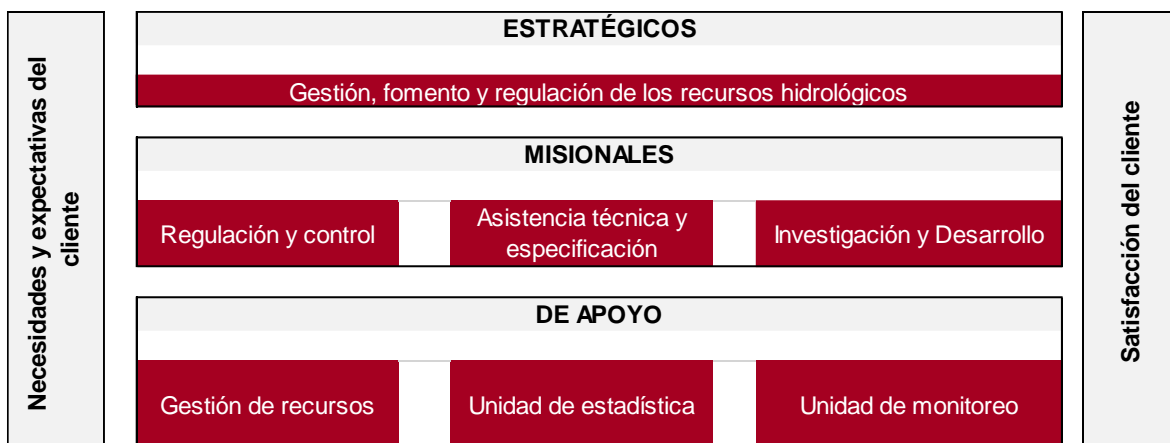 Necesidades y expectativas del
cliente
ESTRATÉGICOS
Gestión, fomento y regulación de los recursos hidrológicos
MISIONALES
Regulación y control
Asistencia técnica y
especificación
Investigación y Desarrollo
DE APOYO
Gestión de recursos
Unidad de estadística
Unidad de monitoreo
Satisfacción del cliente